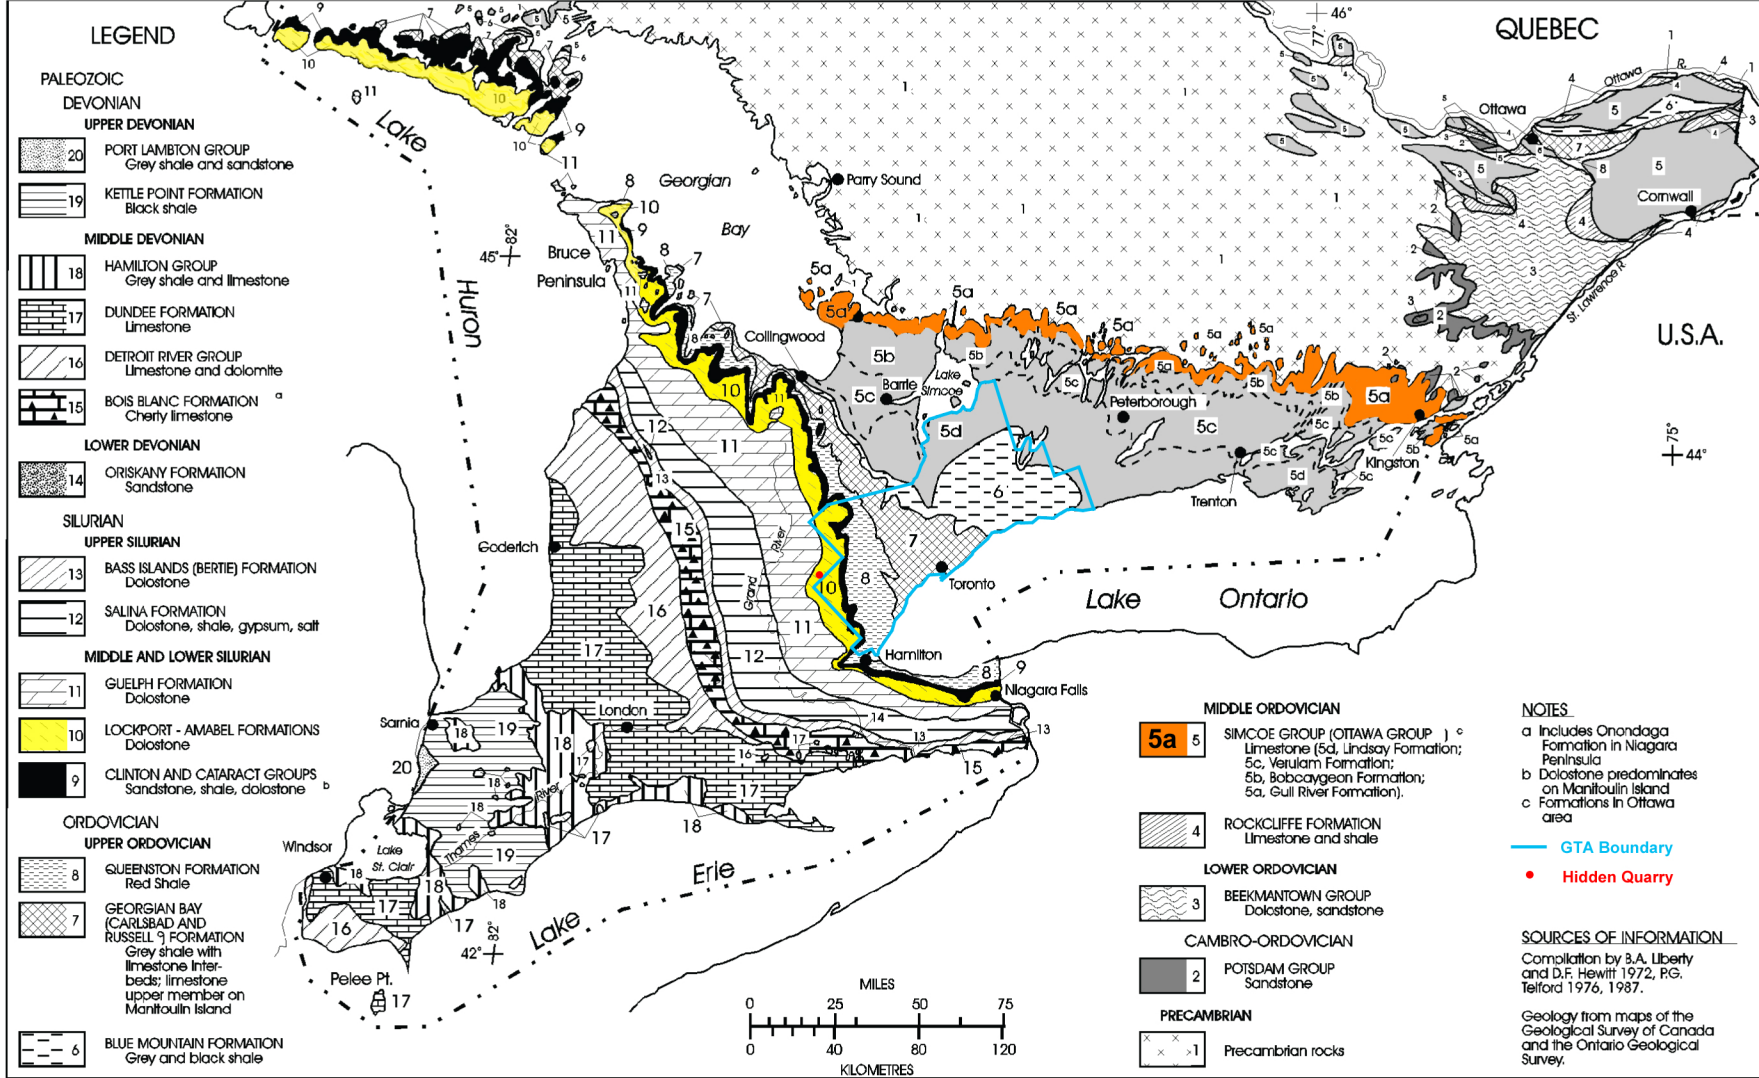 LEGEND
PALEOZOIC
DEVONIAN
UPPER DEVONIAN
20 PORT LAMBTON GROUP
Grey shale and sandstone
19 KETTLE POINT FORMATION
Black shale
MIDDLE DEVONIAN
18 HAMILTON GROUP
Grey shale and limestone
17 DUNDEE FORMATION
Limestone
16 DETROIT RIVER GROUP
Limestone and dolomite
15 BOIS BLANC FORMATION a
Cherty limestone
LOWER DEVONIAN
14 ORISKANY FORMATION
Sandstone
SILURIAN
UPPER SILURIAN
13 BASS ISLANDS (BERTIE) FORMATION
Dolostone
12 SALINA FORMATION
Dolostone, shale, gypsum, salt
MIDDLE AND LOWER SILURIAN
11 GUELPH FORMATION
Dolostone
10 LOCKPORT - AMABEL FORMATIONS
Dolostone
9 CLINTON AND CATARACT GROUPS
Sandstone, shale, dolostone b
ORDOVICIAN
UPPER ORDOVICIAN
8 QUEENSTON FORMATION
Red Shale
7 GEORGIAN BAY
(CARLSBAD AND
RUSSELL ?) FORMATION
Grey shale with
limestone inter-
beds; limestone
upper member on
Manitoulin Island
6 BLUE MOUNTAIN FORMATION
Grey and black shale
QUEBEC
46°
77°
Ottawa R.
Ottawa
Cornwall
St. Lawrence R.
U.S.A.
75°
44°
Lake
Huron
Georgian
Bay
Parry Sound
45°
82°
Bruce
Peninsula
Collingwood
Barrie
Lake
Simcoe
Peterborough
Kingston
Trenton
Goderich
Grand River
Toronto
Lake Ontario
Hamilton
Niagara Falls
London
Sarnia
Thames River
Windsor
Lake
St. Clair
Lake Erie
42°
82°
Pelee Pt.
17
MILES
0 25 50 75
0 40 80 120
KILOMETRES
MIDDLE ORDOVICIAN
5a 5 SIMCOE GROUP (OTTAWA GROUP ) c
Limestone (5d, Lindsay Formation;
5c, Verulam Formation;
5b, Bobcaygeon Formation;
5a, Gull River Formation).
4 ROCKCLIFFE FORMATION
Limestone and shale
LOWER ORDOVICIAN
3 BEEKMANTOWN GROUP
Dolostone, sandstone
CAMBRO-ORDOVICIAN
2 POTSDAM GROUP
Sandstone
PRECAMBRIAN
1 Precambrian rocks
NOTES
a Includes Onondaga
Formation in Niagara
Peninsula
b Dolostone predominates
on Manitoulin Island
c Formations in Ottawa
area
GTA Boundary
Hidden Quarry
SOURCES OF INFORMATION
Compilation by B.A. Liberty
and D.F. Hewitt 1972, P.G.
Telford 1976, 1987.
Geology from maps of the
Geological Survey of Canada
and the Ontario Geological
Survey.